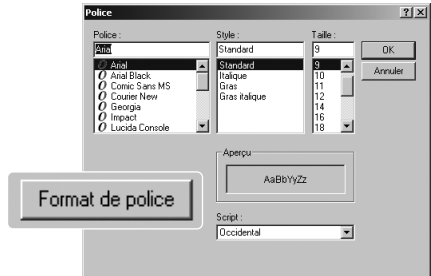 Police
Police : Style : Taille :
Arial Standard 9 OK
Arial Standard 9 Annuler
Arial Black Italique 10
Comic Sans MS Gras 11
Courier New Gras italique 12
Georgia 14
Impact 16
Lucida Console 18
Aperçu
AaBbYyZz
Format de police
Script :
Occidental